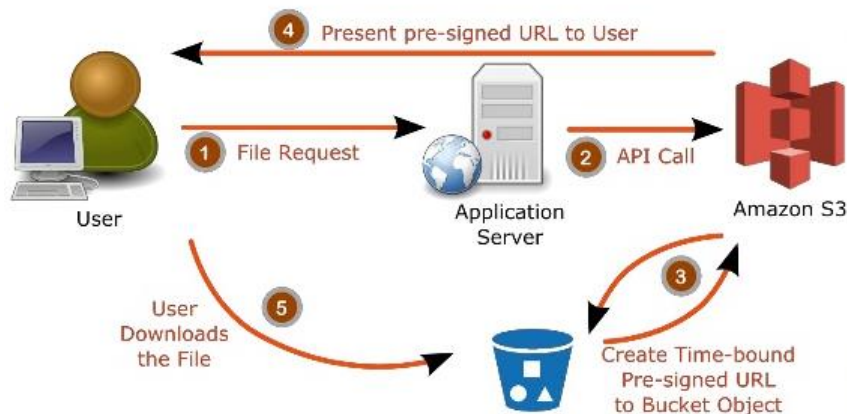 4 Present pre-signed URL to User
1 File Request
2 API Call
User
Application
Server
Amazon S3
3
5
User
Downloads
the File
Create Time-bound
Pre-signed URL
to Bucket Object